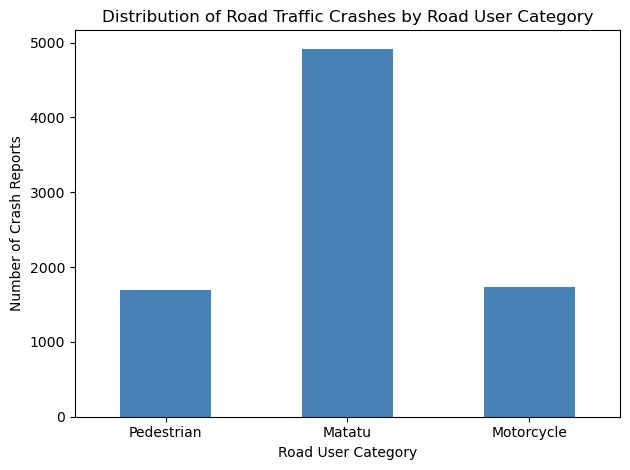 Distribution of Road Traffic Crashes by Road User Category
Number of Crash Reports
5000
4000
3000
2000
1000
0
Pedestrian Matatu Motorcycle
Road User Category